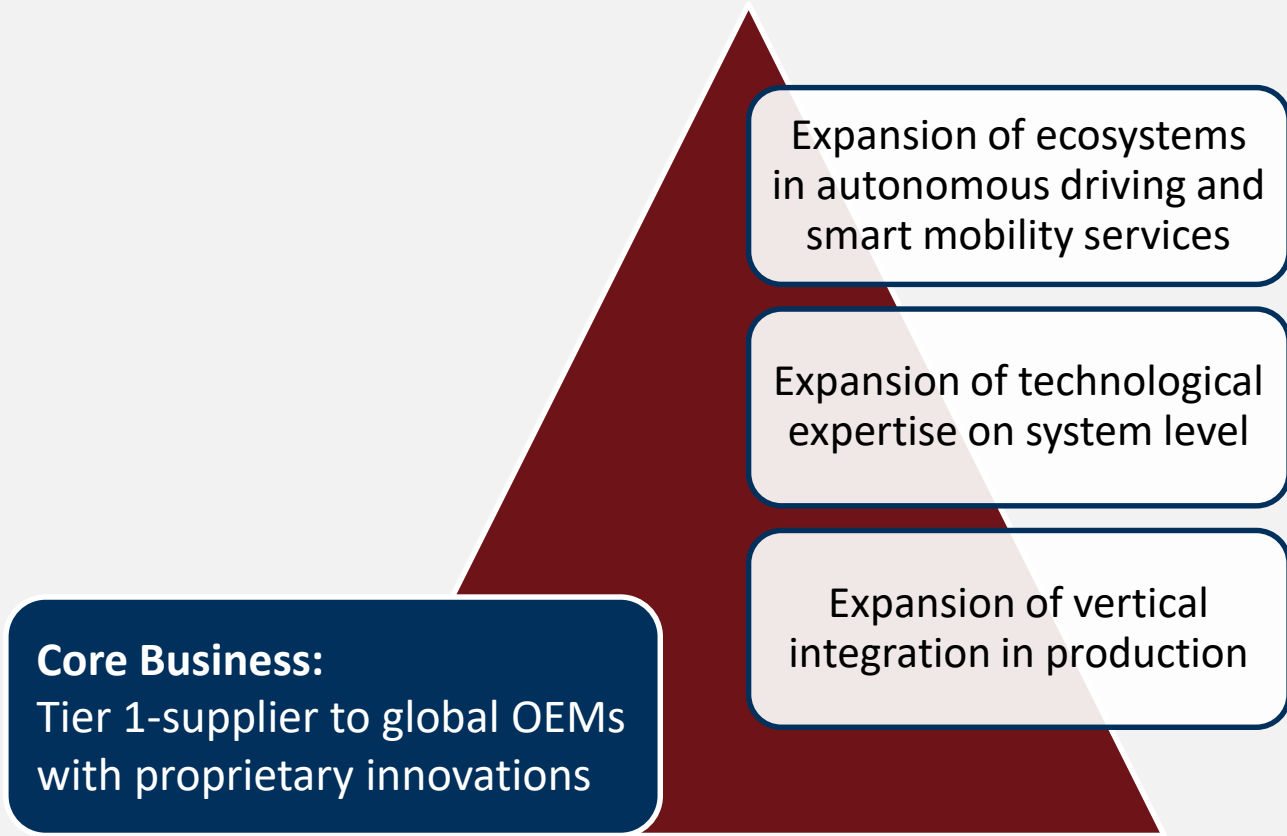 Expansion of ecosystems
in autonomous driving and
smart mobility services
Expansion of technological
expertise on system level
Expansion of vertical
integration in production
Core Business:
Tier 1-supplier to global OEMs
with proprietary innovations